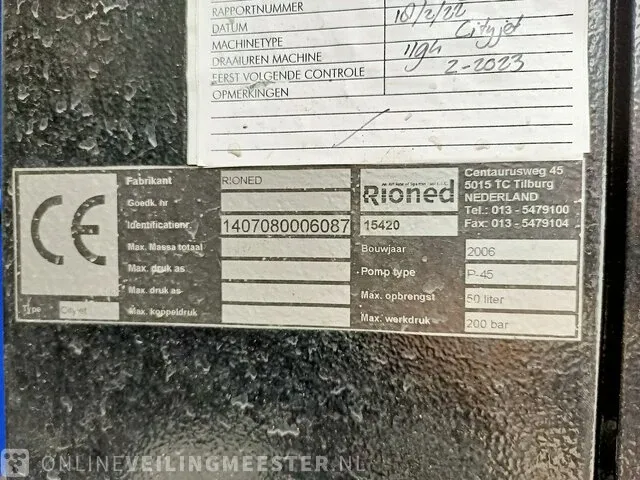 RAPPORTNUMMER
DATUM 10/2/22
MACHINETYPE Cityjet
DRAAIUREN MACHINE 1194
EERST VOLGENDE CONTROLE 2-2023
OPMERKINGEN
CE
Type Cityjet
Fabrikant RIONED
Goedk. nr
Identificatienr. 1407080006087
Max. Massa totaal
Max. druk as
Max. druk as
Max. koppeldruk
Rioned
15420
Centaurusweg 45
5015 TC Tilburg
NEDERLAND
Tel.: 013 - 5479100
Fax: 013 - 5479104
Bouwjaar 2006
Pomp type P-45
Max. opbrengst 50 liter
Max. werkdruk 200 bar
ONLINEVEILINGMEESTER.NL